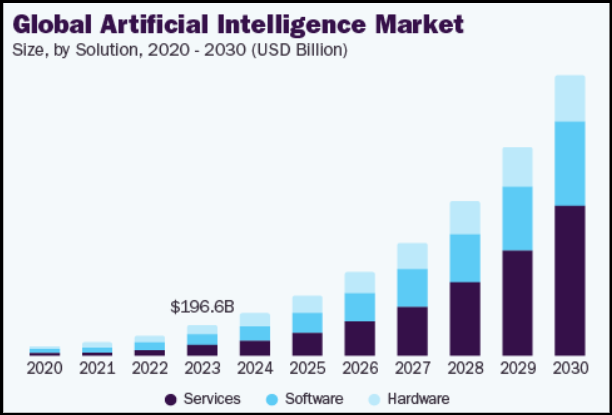 Global Artificial Intelligence Market
Size, by Solution, 2020 - 2030 (USD Billion)
$196.6B
2020 2021 2022 2023 2024 2025 2026 2027 2028 2029 2030
Services Software Hardware